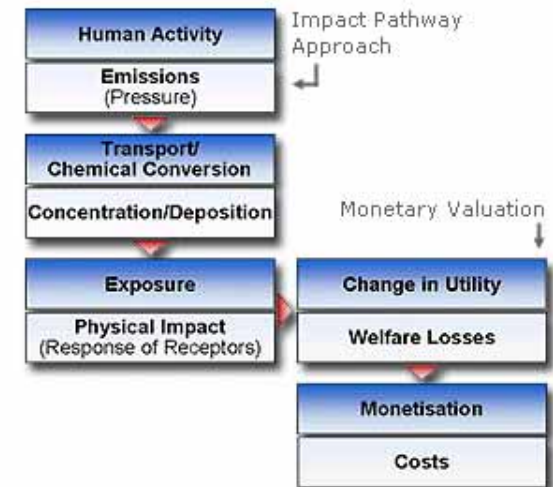 Human Activity
Impact Pathway
Approach
Emissions
(Pressure)
Transport/
Chemical Conversion
Concentration/Deposition
Monetary Valuation
Exposure
Physical Impact
(Response of Receptors)
Change in Utility
Welfare Losses
Monetisation
Costs